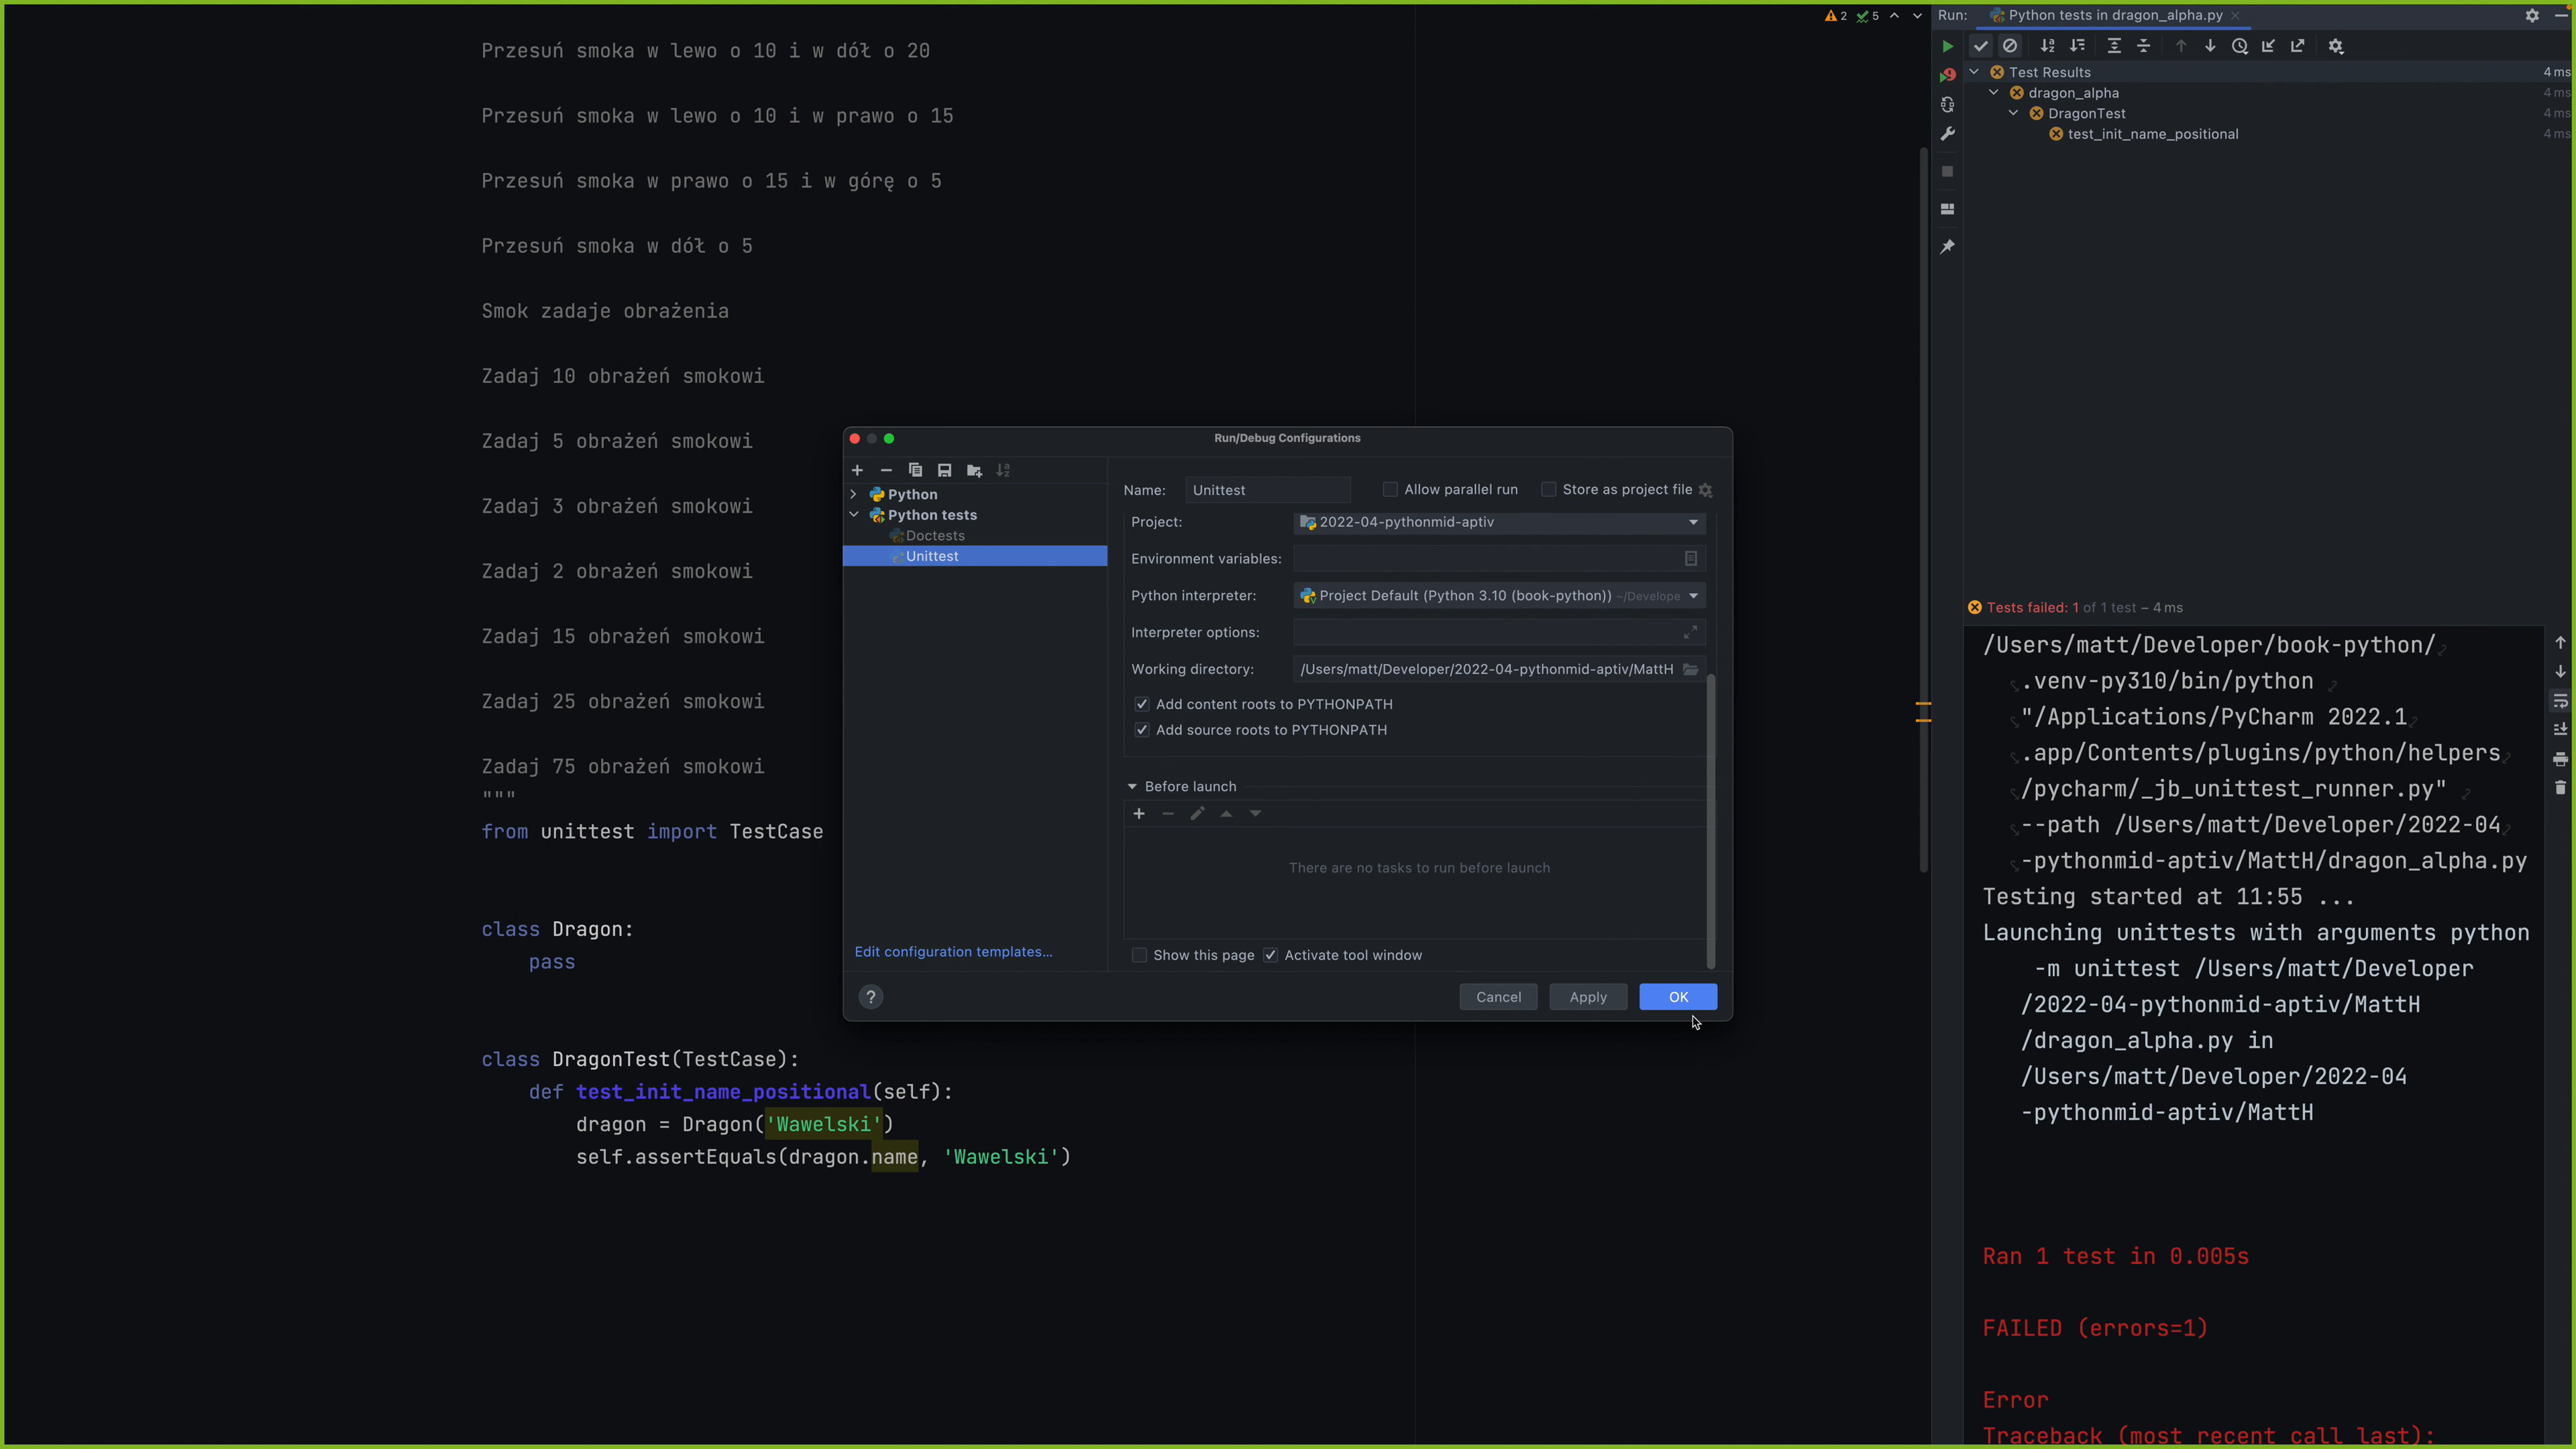 Przesuń smoka w lewo o 10 i w dół o 20
Przesuń smoka w lewo o 10 i w prawo o 15
Przesuń smoka w prawo o 15 i w górę o 5
Przesuń smoka w dół o 5
Smok zadaje obrażenia
Zadaj 10 obrażeń smokowi
Zadaj 5 obrażeń smokowi
Zadaj 3 obrażeń smokowi
Zadaj 2 obrażeń smokowi
Zadaj 15 obrażeń smokowi
Zadaj 25 obrażeń smokowi
Zadaj 75 obrażeń smokowi
"""
from unittest import TestCase
class Dragon:
pass
class DragonTest(TestCase):
def test_init_name_positional(self):
dragon = Dragon('Wawelski')
self.assertEquals(dragon.name, 'Wawelski')
2 5
Run/Debug Configurations
Python
Python tests
Doctests
Unittest
Edit configuration templates...
Name: Unittest Allow parallel run Store as project file
Project: 2022-04-pythonmid-aptiv
Environment variables:
Python interpreter: Project Default (Python 3.10 (book-python)) ~/Develope
Interpreter options:
Working directory: /Users/matt/Developer/2022-04-pythonmid-aptiv/MattH
Add content roots to PYTHONPATH
Add source roots to PYTHONPATH
Before launch
There are no tasks to run before launch
Show this page Activate tool window
? Cancel Apply OK
Run: Python tests in dragon_alpha.py
Test Results 4 ms
dragon_alpha 4 ms
DragonTest 4 ms
test_init_name_positional 4 ms
Tests failed: 1 of 1 test – 4 ms
/Users/matt/Developer/book-python/
.venv-py310/bin/python
"/Applications/PyCharm 2022.1
.app/Contents/plugins/python/helpers
/pycharm/_jb_unittest_runner.py"
--path /Users/matt/Developer/2022-04
-pythonmid-aptiv/MattH/dragon_alpha.py
Testing started at 11:55 ...
Launching unittests with arguments python
-m unittest /Users/matt/Developer
/2022-04-pythonmid-aptiv/MattH
/dragon_alpha.py in
/Users/matt/Developer/2022-04
-pythonmid-aptiv/MattH
Ran 1 test in 0.005s
FAILED (errors=1)
Error
Traceback (most recent call last):